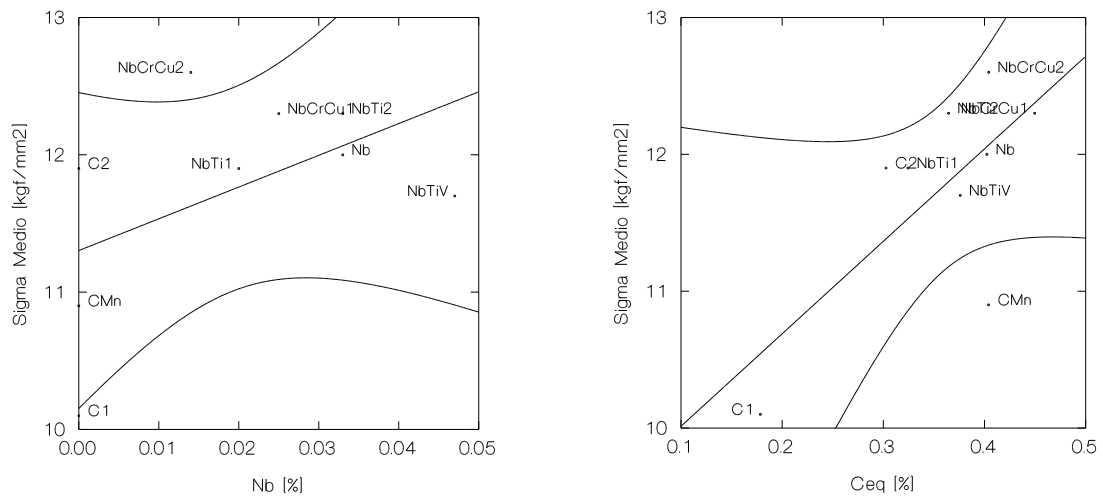 13
NbCrCu2
NbCrCu1 NbTi2
12
C2
NbTi1
Nb
NbTiV
11
CMn
10
C1
0.00 0.01 0.02 0.03 0.04 0.05
Nb [%]
Sigma Medio [kgf/mm2]
13
NbCrCu2
NbTi2 NbCrCu1
12
C2 NbTi1
Nb
NbTiV
11
CMn
10
C1
0.1 0.2 0.3 0.4 0.5
Ceq [%]
Sigma Medio [kgf/mm2]